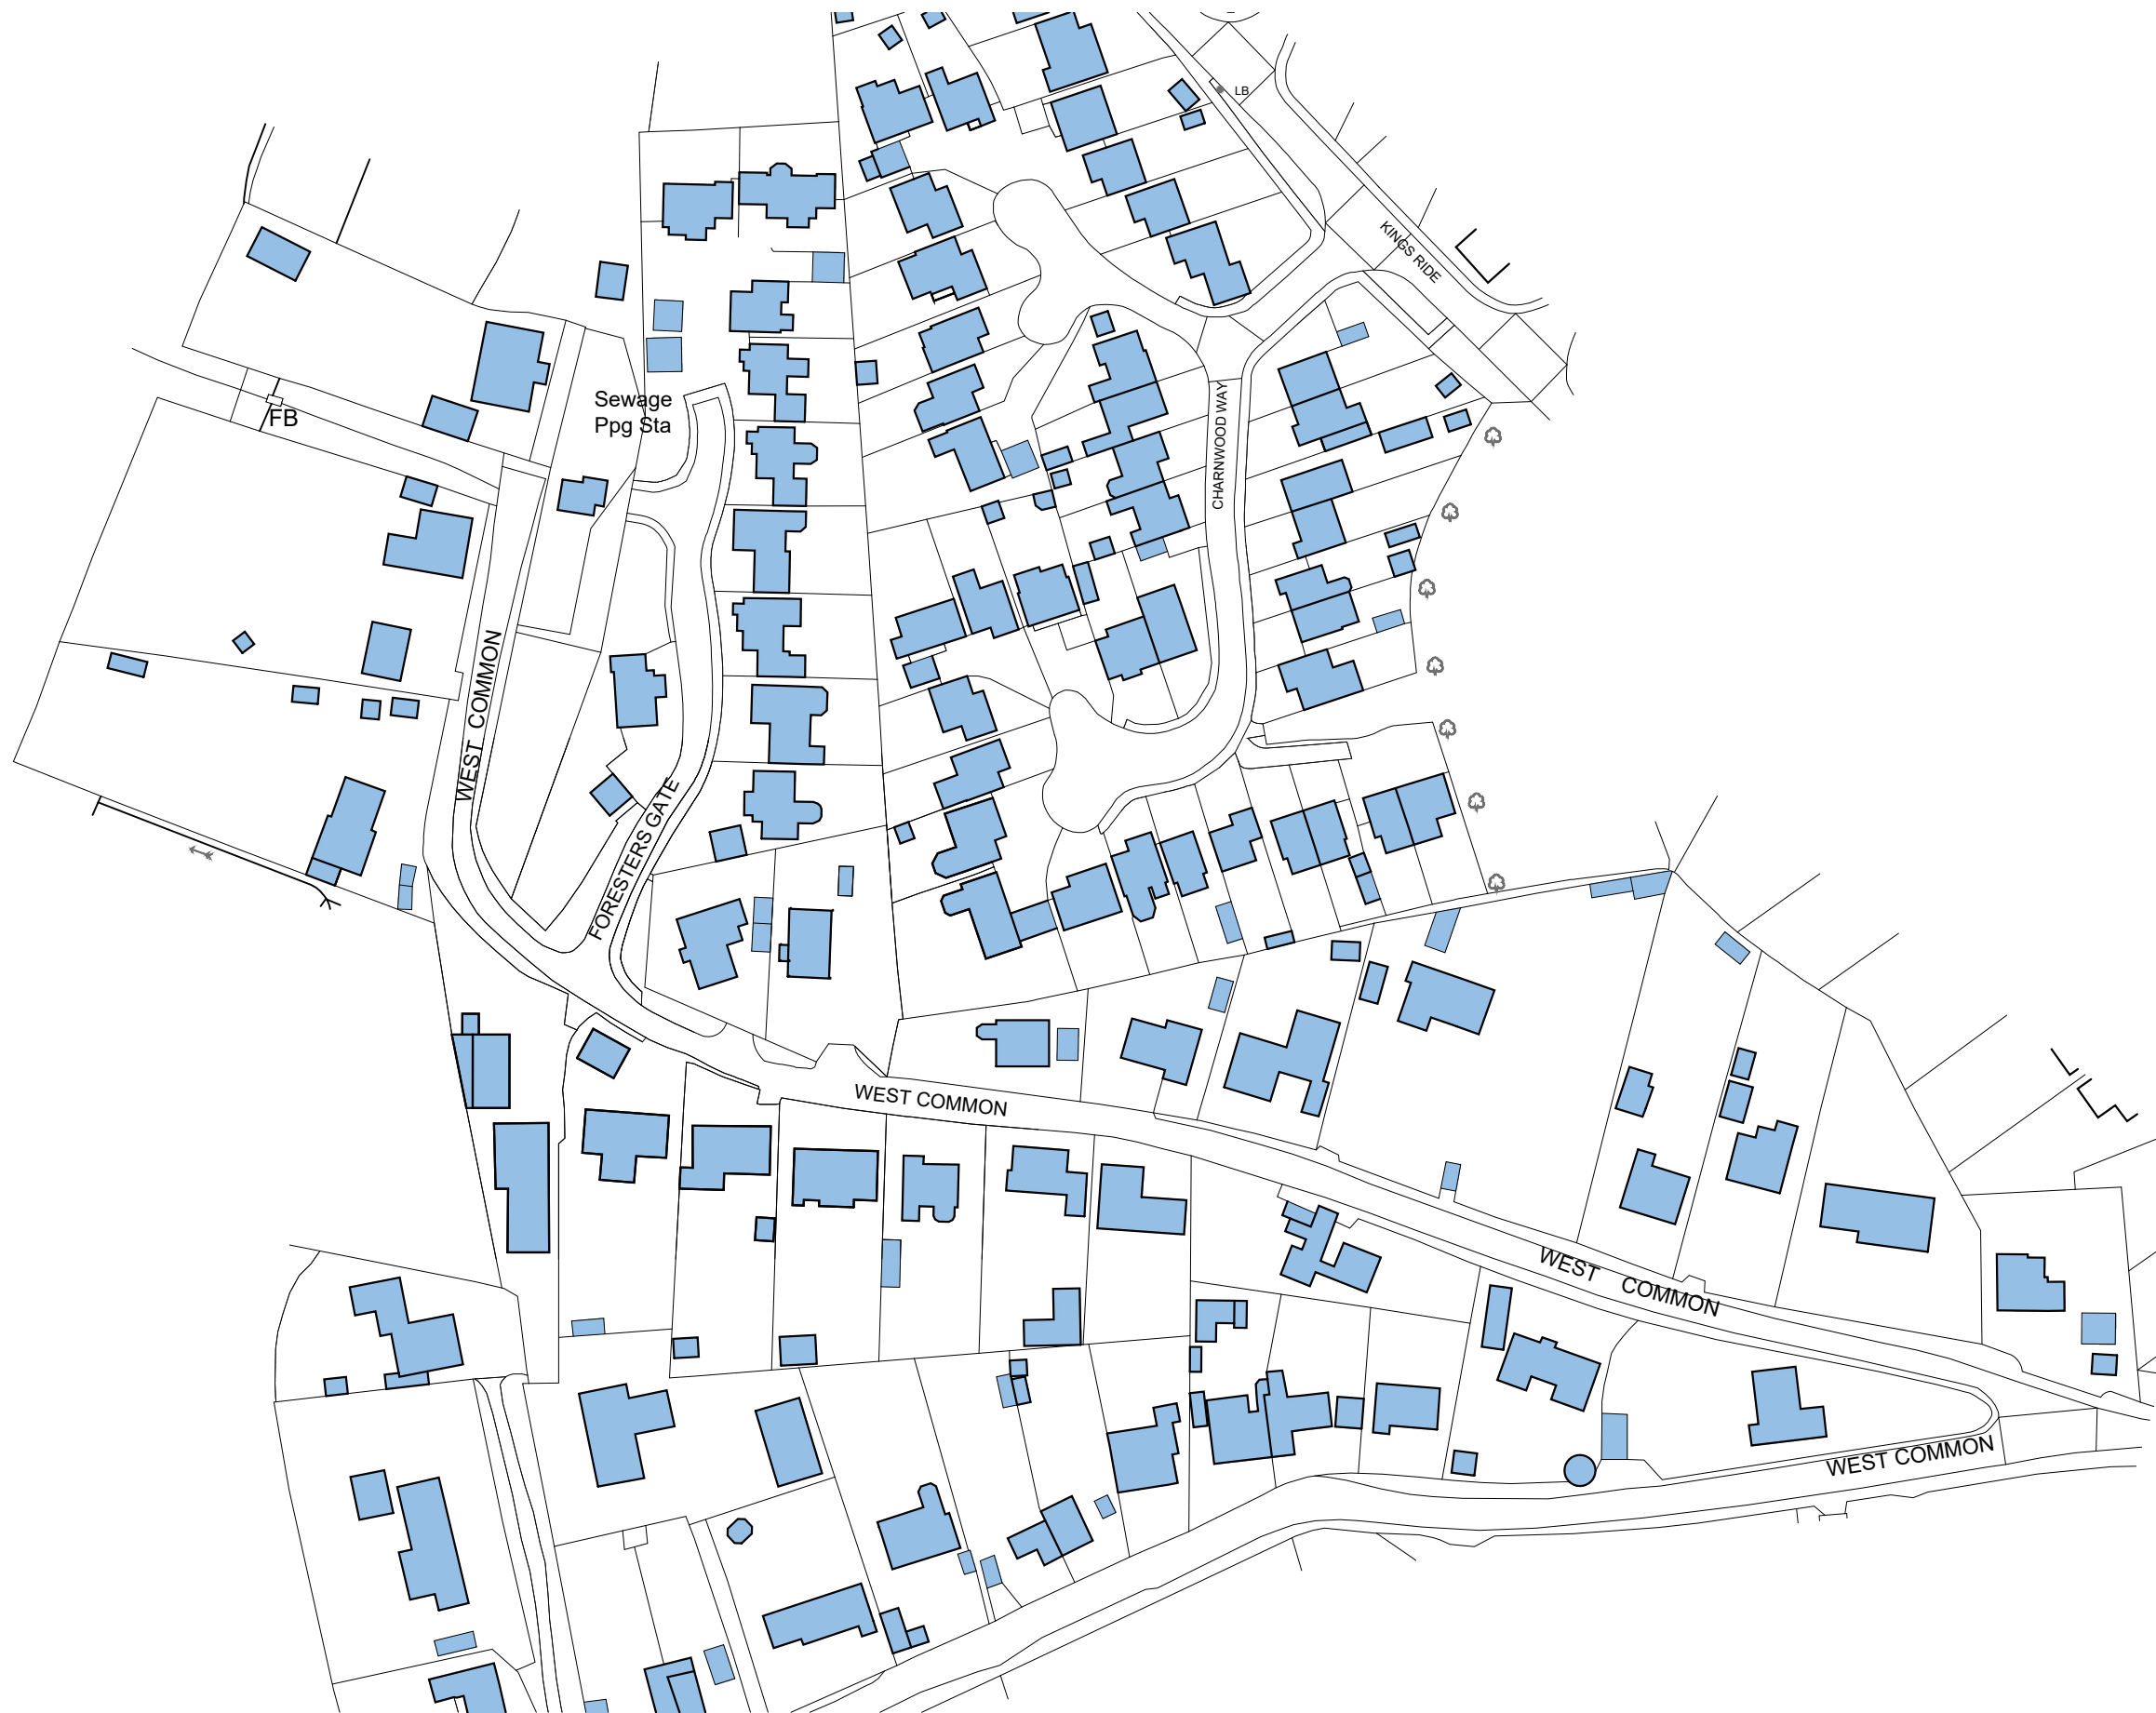 LB
KINGS RIDE
Sewage
Ppg Sta
FB
CHARNWOOD WAY
WEST COMMON
FORESTERS GATE
WEST COMMON
WEST COMMON
WEST COMMON